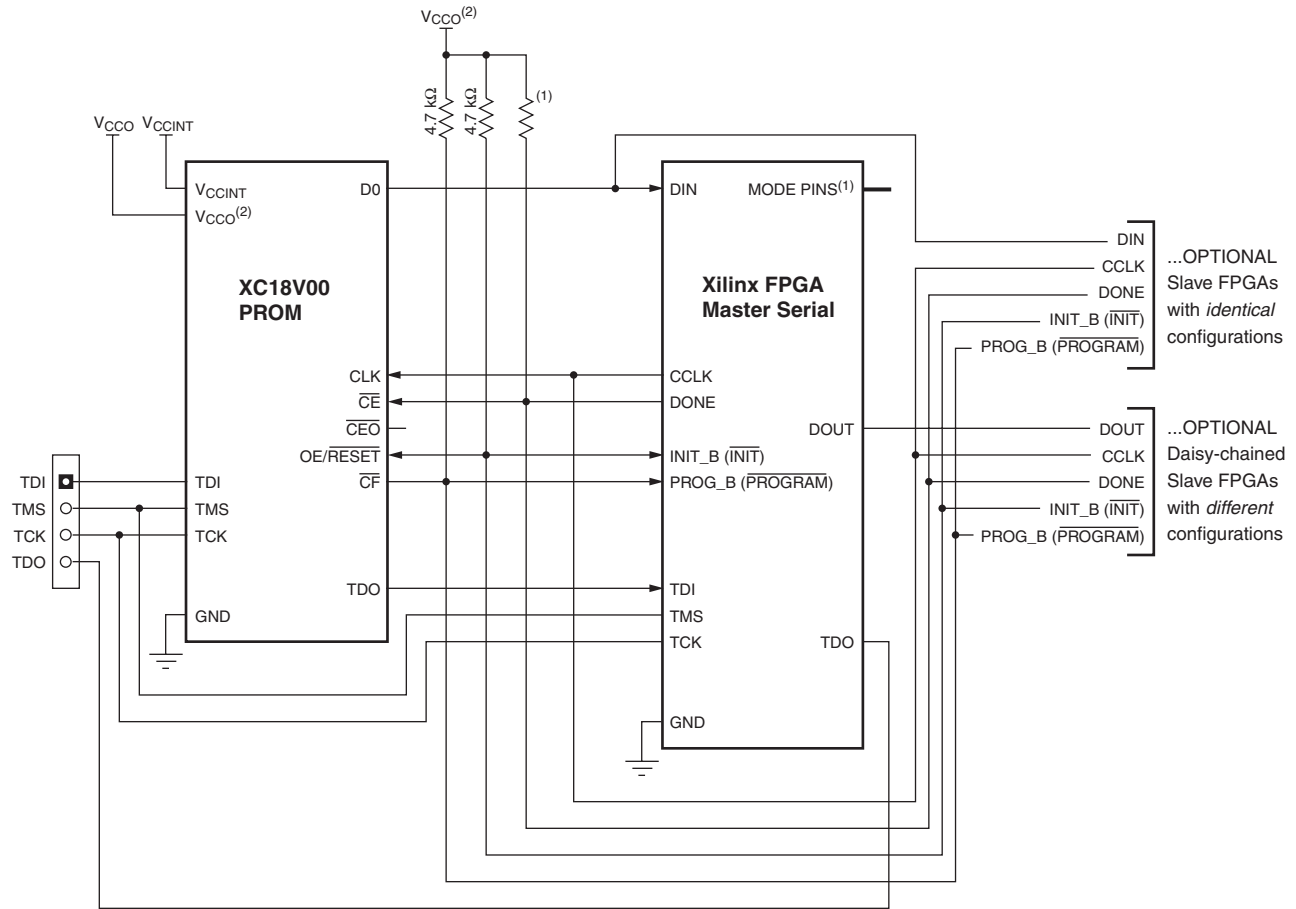 VCCO(2)
4.7 kΩ
4.7 kΩ
(1)
VCCO VCCINT
VCCINT
VCCO(2)
D0
XC18V00
PROM
CLK
CE
CEO
OE/RESET
CF
TDI
TMS
TCK
TDO
GND
TDI
TMS
TCK
TDO
DIN
MODE PINS(1)
Xilinx FPGA
Master Serial
CCLK
DONE
DOUT
INIT_B (INIT)
PROG_B (PROGRAM)
TDI
TMS
TCK
TDO
GND
DIN
CCLK
DONE
INIT_B (INIT)
PROG_B (PROGRAM)
...OPTIONAL
Slave FPGAs
with identical
configurations
DOUT
CCLK
DONE
INIT_B (INIT)
PROG_B (PROGRAM)
...OPTIONAL
Daisy-chained
Slave FPGAs
with different
configurations